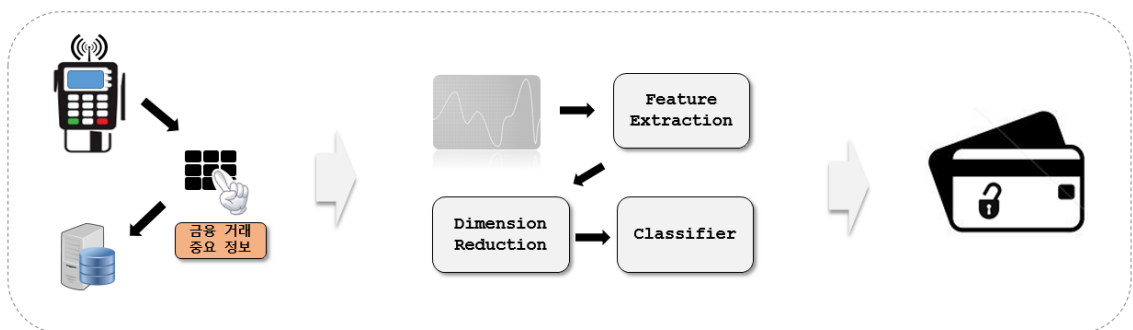 금융 거래
중요 정보
Feature
Extraction
Dimension
Reduction
Classifier